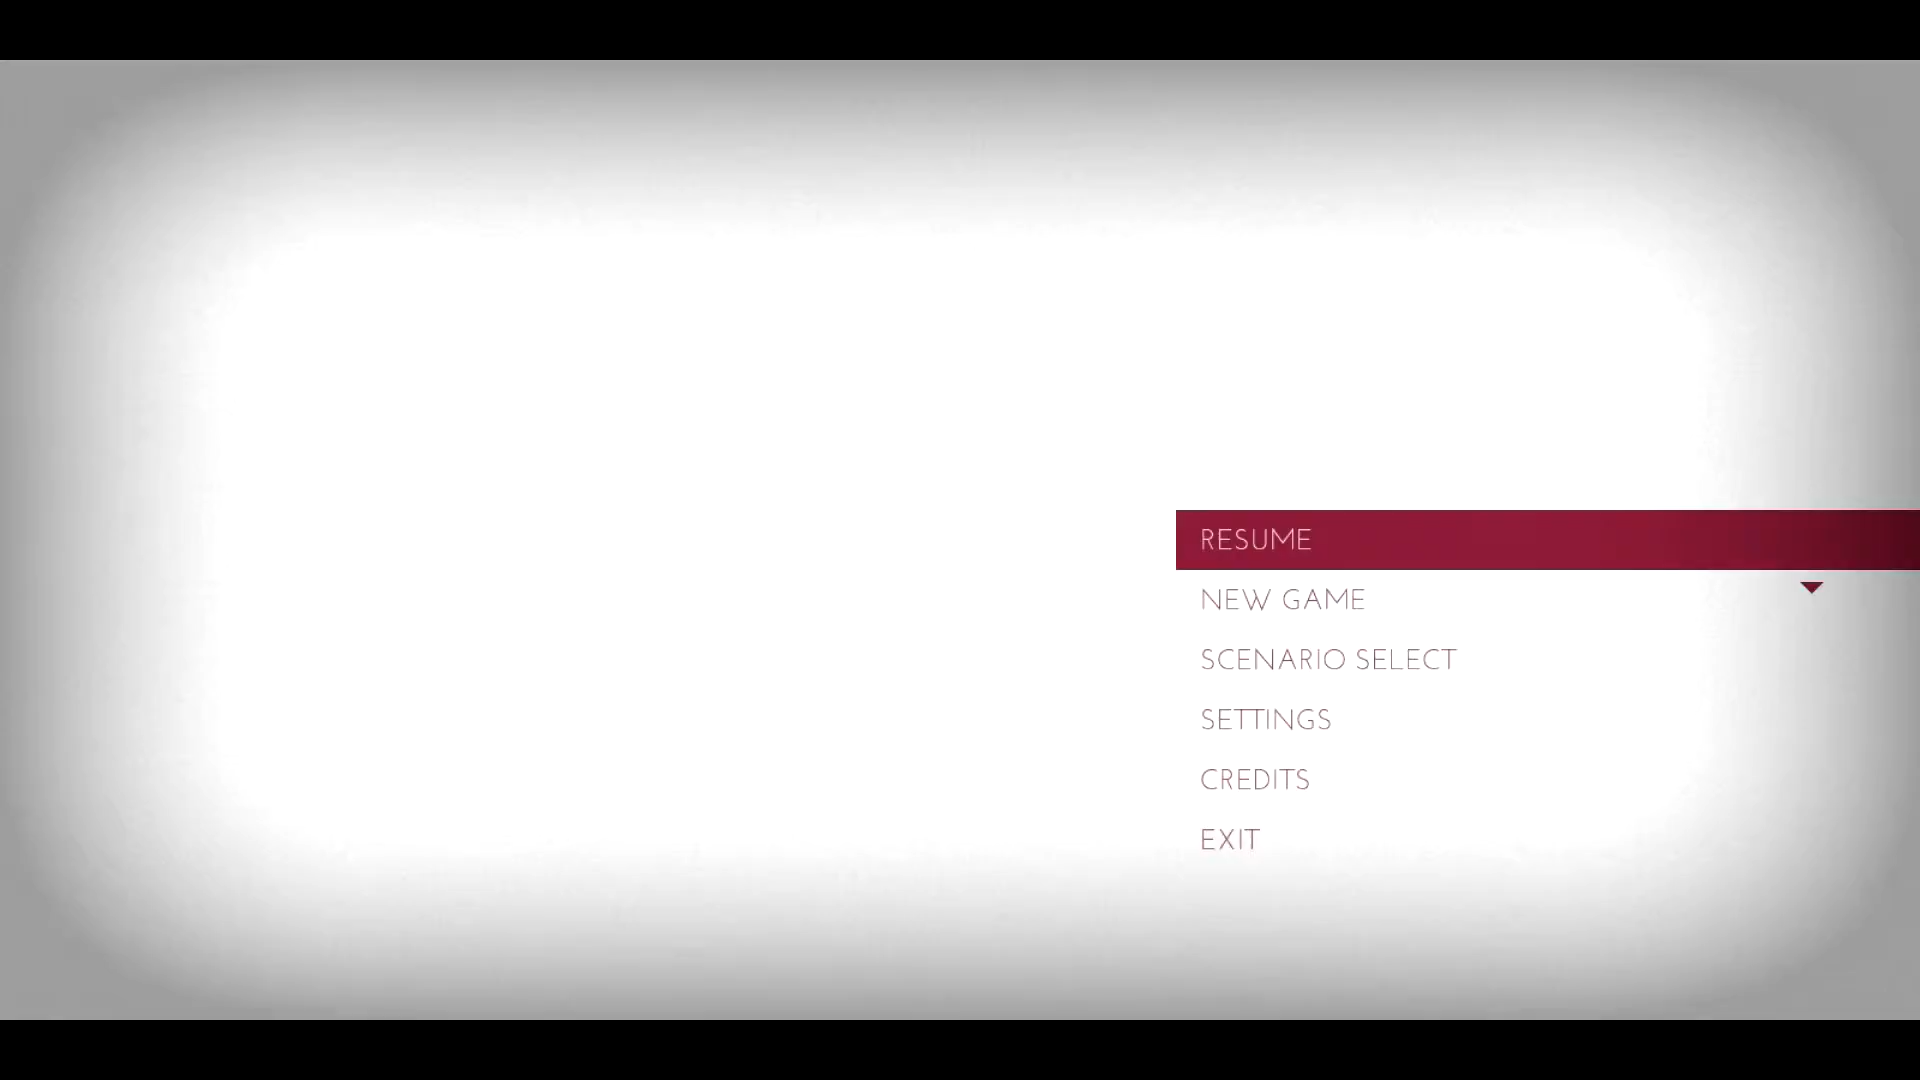 RESUME
NEW GAME
SCENARIO SELECT
SETTINGS
CREDITS
EXIT